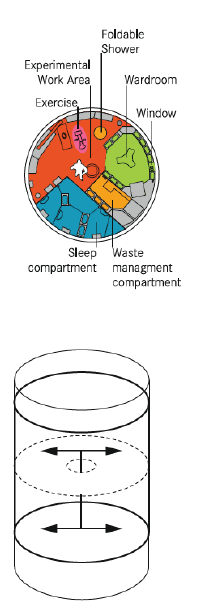 Foldable
Shower
Experimental
Work Area
Wardroom
Exercise
Window
Sleep
compartment
Waste
managment
compartment